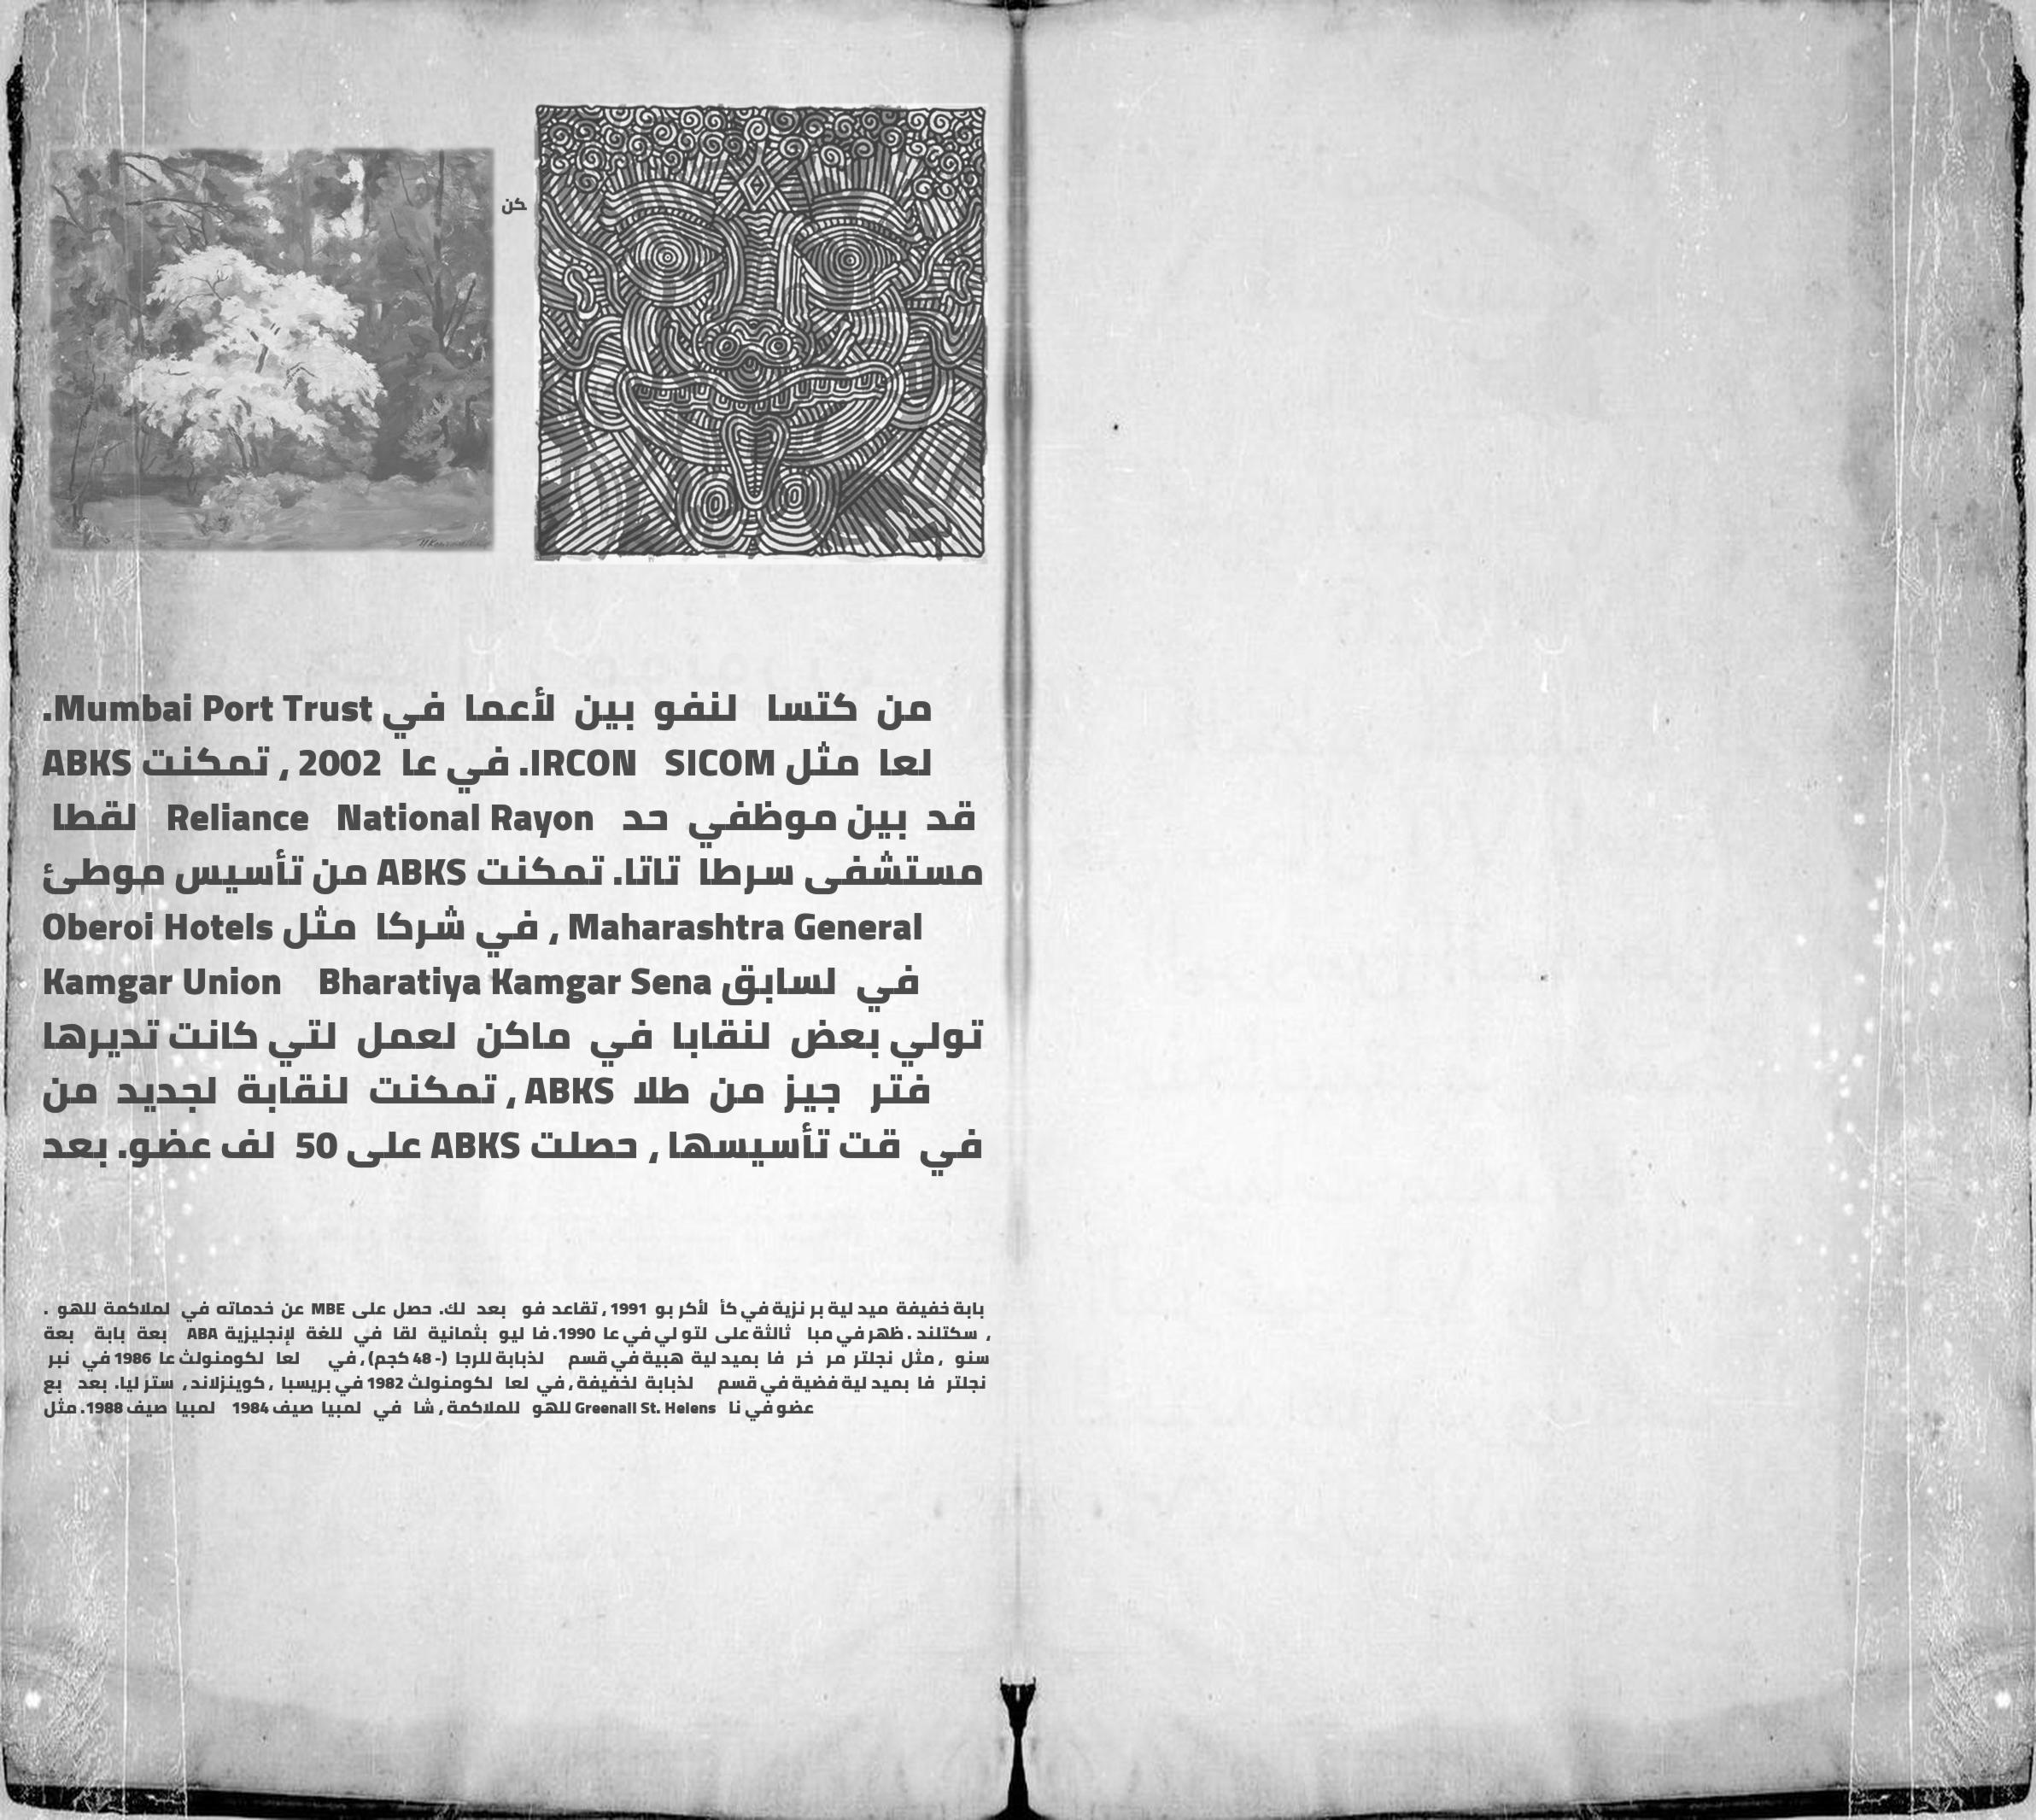 كن
من كتسا لنفو بين لأعما في Mumbai Port Trust.
لعا مثل SICOM IRCON. في عا 2002 , تمكنت ABKS
قد بين موظفي حد National Rayon Reliance لقطا
مستشفى سرطا تاتا. تمكنت ABKS من تأسيس موطئ
Maharashtra General , في شركا مثل Oberoi Hotels
في لسابق Bharatiya Kamgar Sena Kamgar Union
تولي بعض لنقابا في ماكن لعمل لتي كانت تديرها
فتر جيز من طلا ABKS , تمكنت لنقابة لجديد من
في قت تأسيسها , حصلت ABKS على 50 لف عضو. بعد
بابة خفيفة ميد لية بر نزية في كأ لأكر بو 1991 , تقاعد فو بعد لك. حصل على MBE عن خدماته في لملاكمة للهو .
, سكتلند . ظهر في مبا ثالثة على لتو لي في عا 1990. فا ليو بثمانية لقا في للغة لإنجليزية ABA بعة بابة بعة
سنو , مثل نجلتر مر خر فا بميد لية هبية في قسم لذبابة للرجا (- 48 كجم) , في لعا لكومنولث عا 1986 في نبر
نجلتر فا بميد لية فضية في قسم لذبابة لخفيفة , في لعا لكومنولث 1982 في بريسبا , كوينزلاند , ستر ليا. بعد بع
عضو في نا Greenall St. Helens للهو للملاكمة , شا في لمبيا صيف 1984 لمبيا صيف 1988. مثل